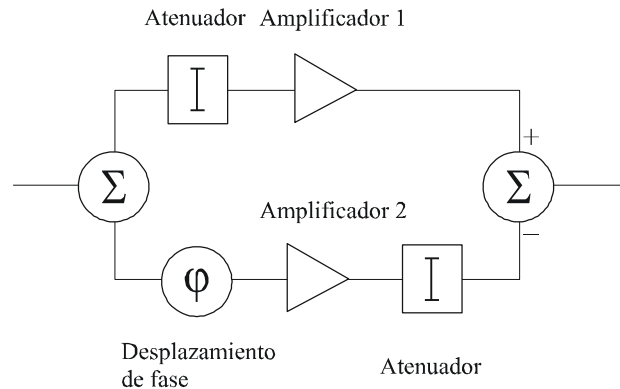 Atenuador Amplificador 1
I
+
Σ
Σ
Amplificador 2
−
φ
I
Desplazamiento
de fase
Atenuador